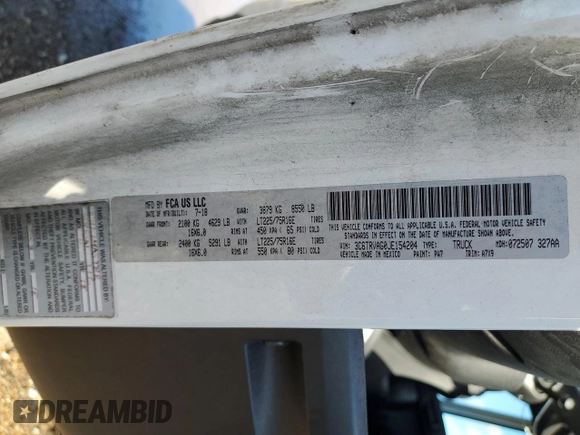 MFD BY FCA US LLC
DATE OF MFR(BUILT): 7-18 GVWR: 3879 KG 8550 LB
GAWR FRONT: 2100 KG 4629 LB WITH LT225/75R16E TIRES
16X6.0 RIMS AT 450 KPA ( 65 PSI) COLD
GAWR REAR: 2400 KG 5291 LB WITH LT225/75R16E TIRES
16X6.0 RIMS AT 550 KPA ( 80 PSI) COLD
THIS VEHICLE CONFORMS TO ALL APPLICABLE U.S.A. FEDERAL MOTOR VEHICLE SAFETY
STANDARDS IN EFFECT ON THE DATE OF MANUFACTURE SHOWN ABOVE.
VIN: 3C6TRVAG0JE154204 TYPE: TRUCK MDH: 072507 327AA
VEHICLE MADE IN MEXICO PAINT: PW7 TRIM: A7X9
DREAMBID